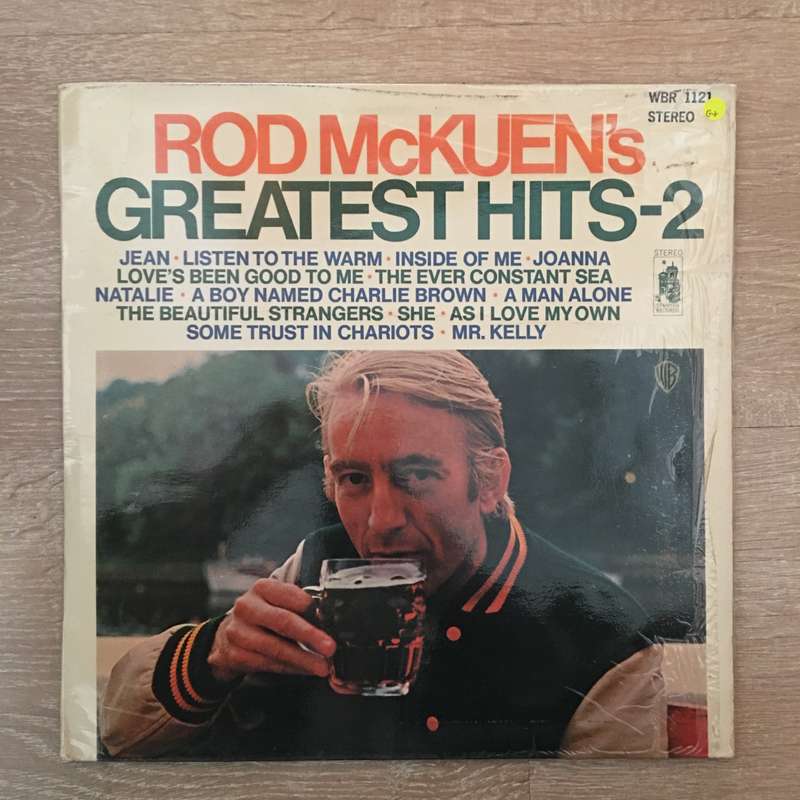 WBR 1121
STEREO
G+
ROD McKUEN's
GREATEST HITS-2
JEAN • LISTEN TO THE WARM • INSIDE OF ME • JOANNA
LOVE'S BEEN GOOD TO ME • THE EVER CONSTANT SEA
NATALIE • A BOY NAMED CHARLIE BROWN • A MAN ALONE
THE BEAUTIFUL STRANGERS • SHE • AS I LOVE MY OWN
SOME TRUST IN CHARIOTS • MR. KELLY
STEREO
WB